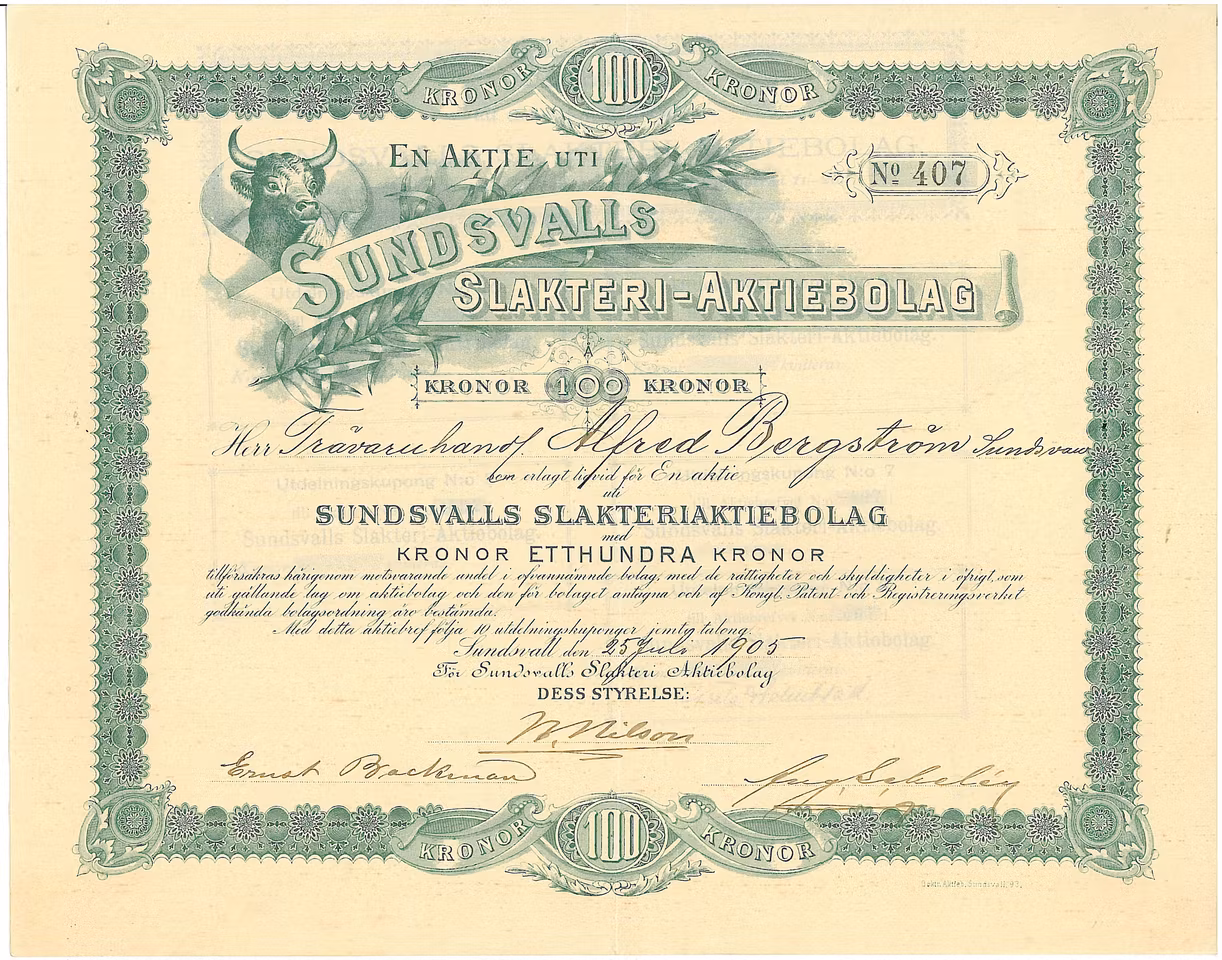 KRONOR 100 KRONOR
EN AKTIE UTI
Nº 407
SUNDSVALLS
SLAKTERI-AKTIEBOLAG
KRONOR 100 KRONOR
Herr Trävaruhandl. Alfred Bergström Sundsvall
som erlagt liqvid för En aktie
uti
SUNDSVALLS SLAKTERIAKTIEBOLAG
med
KRONOR ETTHUNDRA KRONOR
tillförsäkras härigenom motsvarande andel i ofvannämnde bolag, med de rättigheter och skyldigheter i öfrigt, som
uti gällande lag om aktiebolag och den för bolaget antagna och af Kongl. Patent och Registreringsverket
godkända bolagsordning äro bestämda.
Med detta aktiebref följa 10 utdelningskuponger jemte talong.
Sundsvall den 25 Juli 1905
För Sundsvalls Slakteri Aktiebolag
DESS STYRELSE:
N. Nilson
Ernst Backman
KRONOR 100 KRONOR